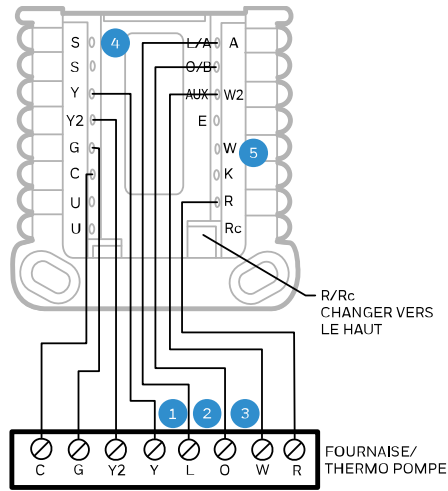 S 4 L/A A
S O/B
Y AUX W2
Y2 E
G W 5
C K
U R
U Rc
R/Rc
CHANGER VERS
LE HAUT
1 2 3
C G Y2 Y L O W R
FOURNAISE/
THERMO POMPE